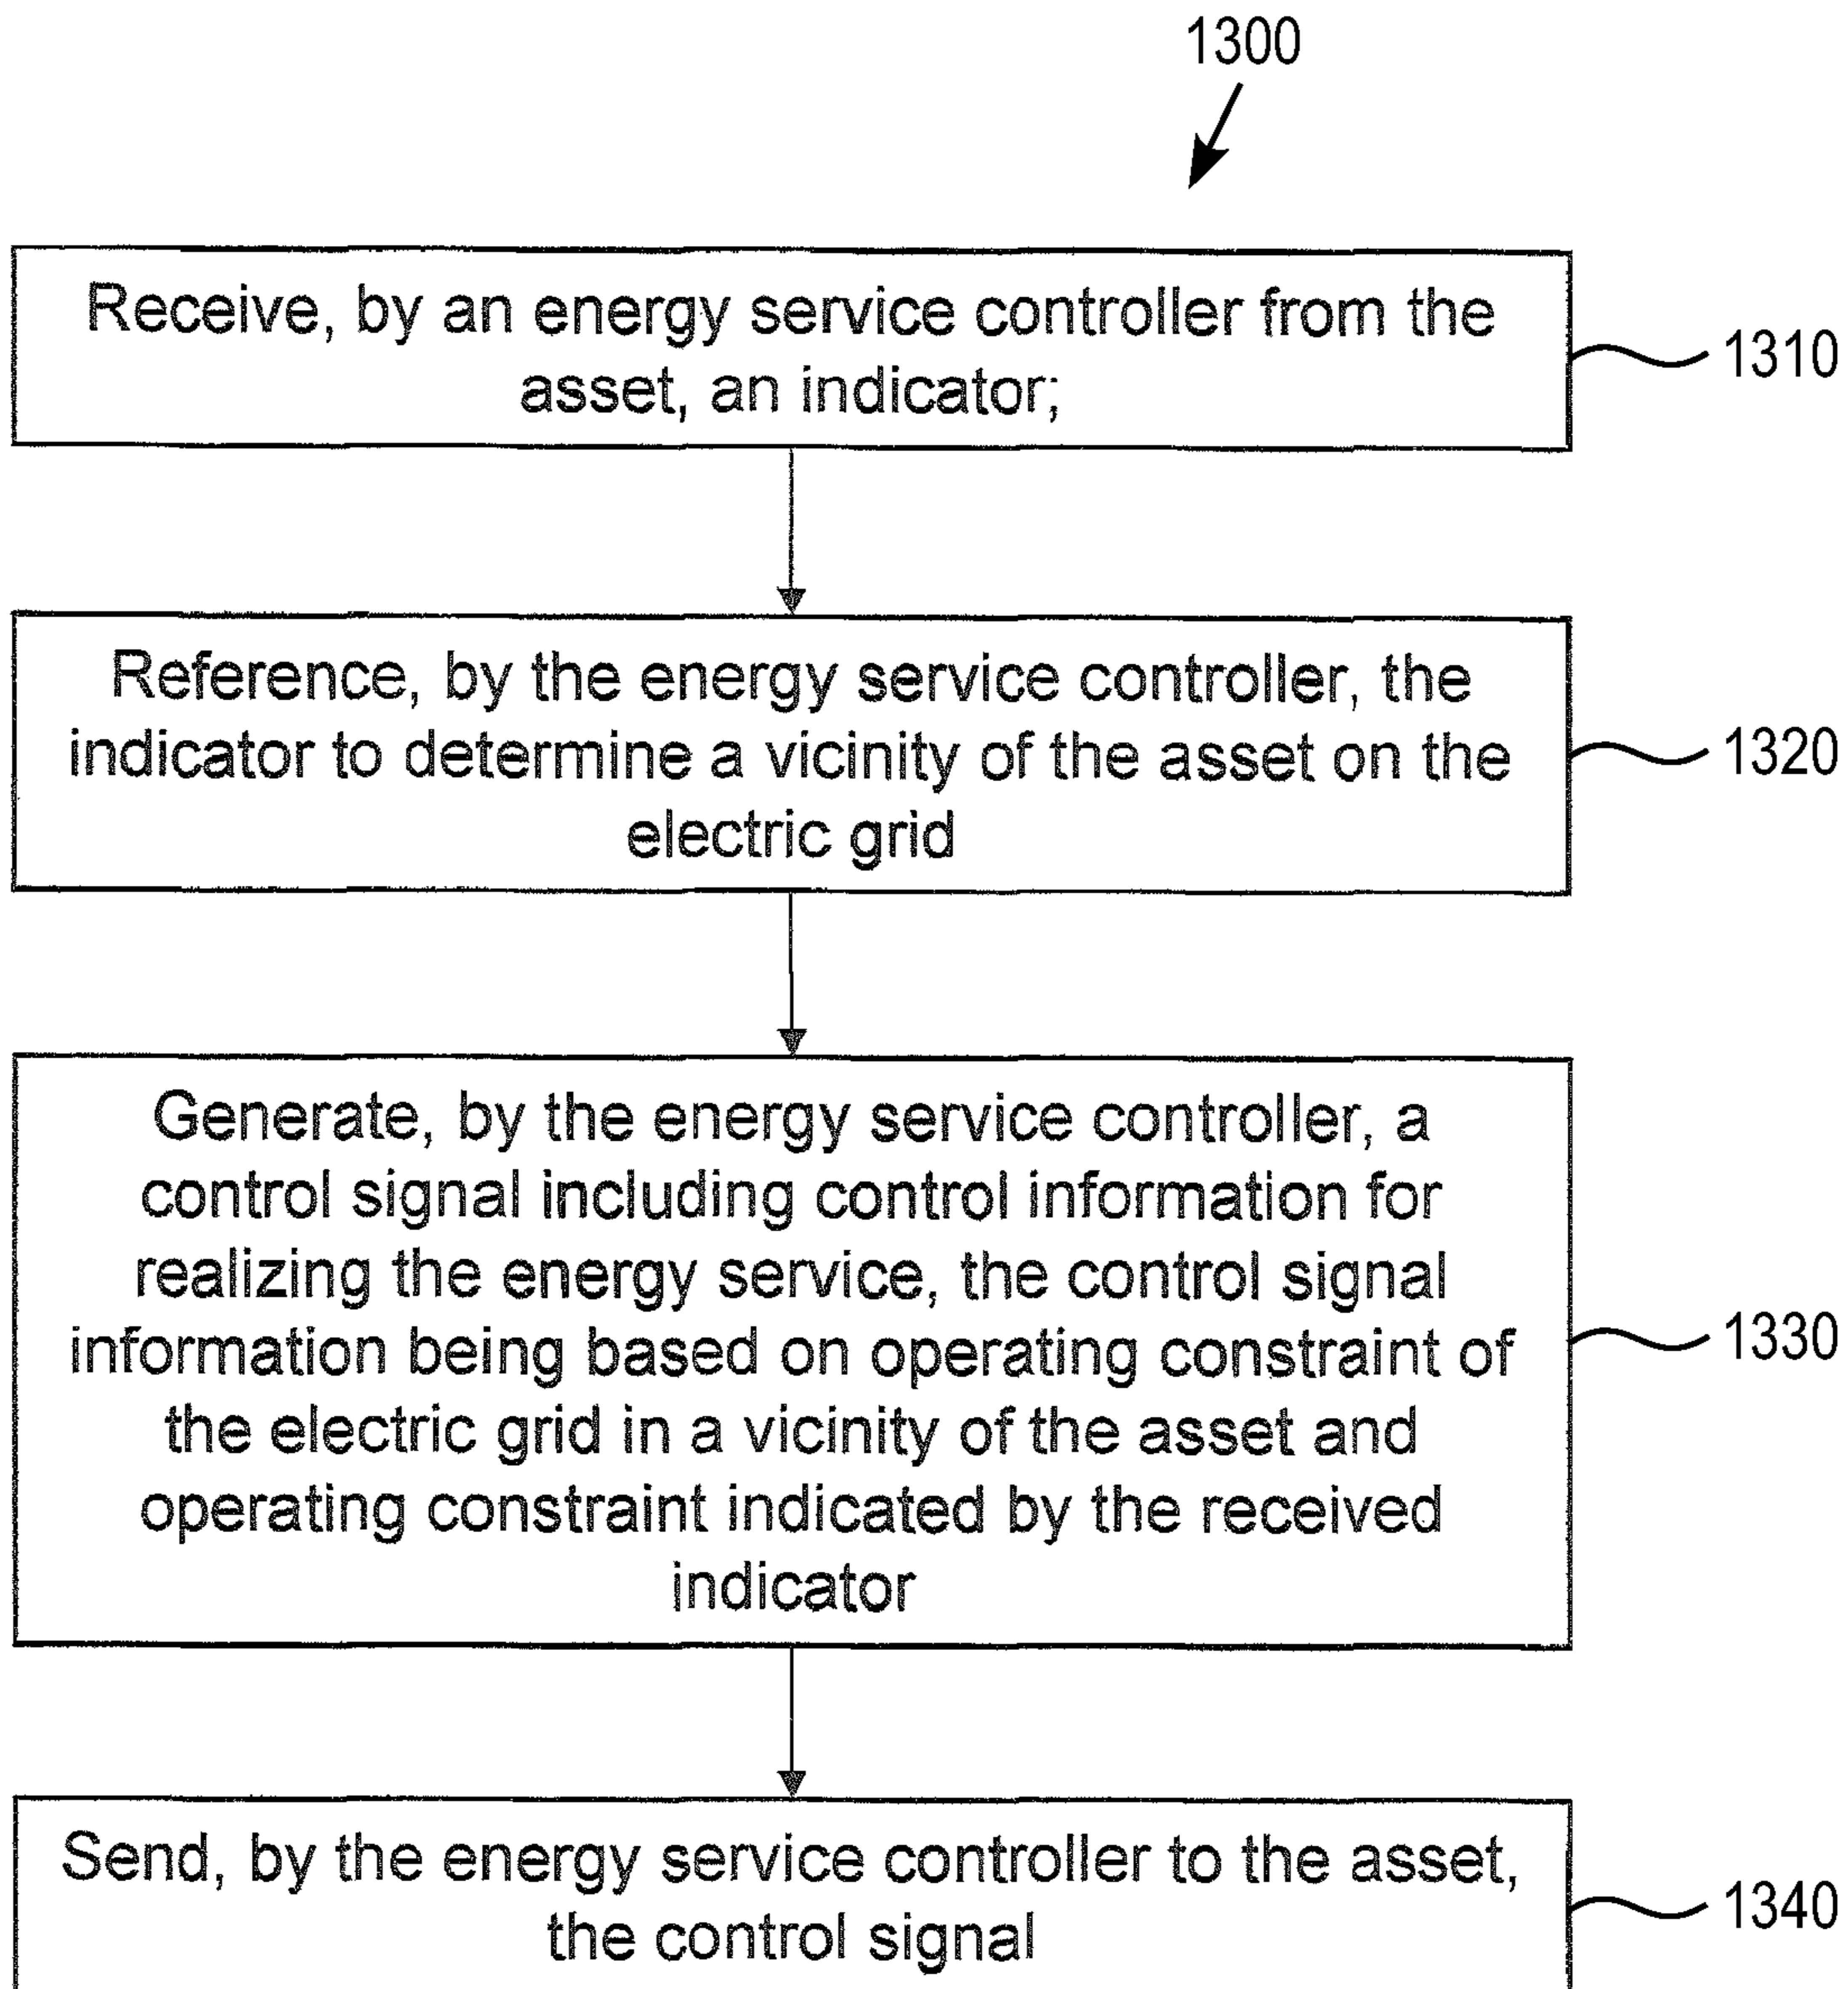 1300
Receive, by an energy service controller from the
asset, an indicator;
1310
Reference, by the energy service controller, the
indicator to determine a vicinity of the asset on the
electric grid
1320
Generate, by the energy service controller, a
control signal including control information for
realizing the energy service, the control signal
information being based on operating constraint of
the electric grid in a vicinity of the asset and
operating constraint indicated by the received
indicator
1330
Send, by the energy service controller to the asset,
the control signal
1340